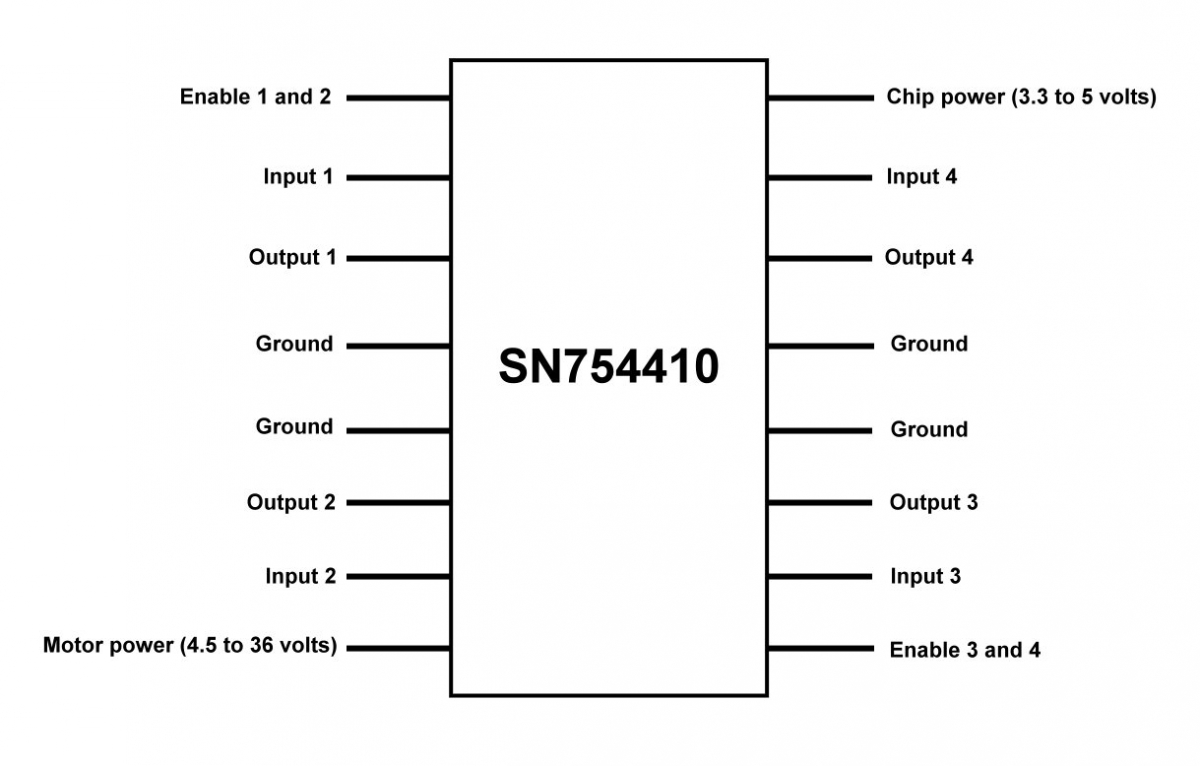 Enable 1 and 2
Chip power (3.3 to 5 volts)
Input 1
Input 4
Output 1
Output 4
Ground
Ground
SN754410
Ground
Ground
Output 2
Output 3
Input 2
Input 3
Motor power (4.5 to 36 volts)
Enable 3 and 4